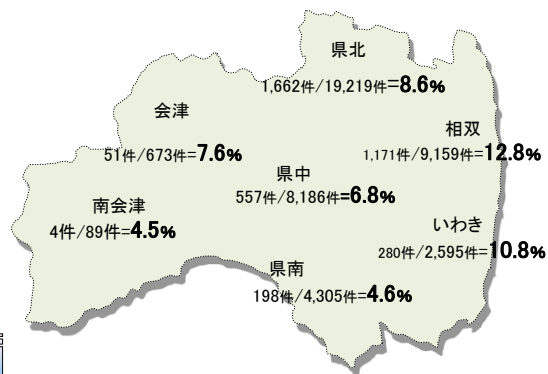 県北
1,662件/19,219件=8.6%
会津
51件/673件=7.6%
相双
1,171件/9,159件=12.8%
県中
557件/8,186件=6.8%
南会津
4件/89件=4.5%
いわき
280件/2,595件=10.8%
県南
198件/4,305件=4.6%